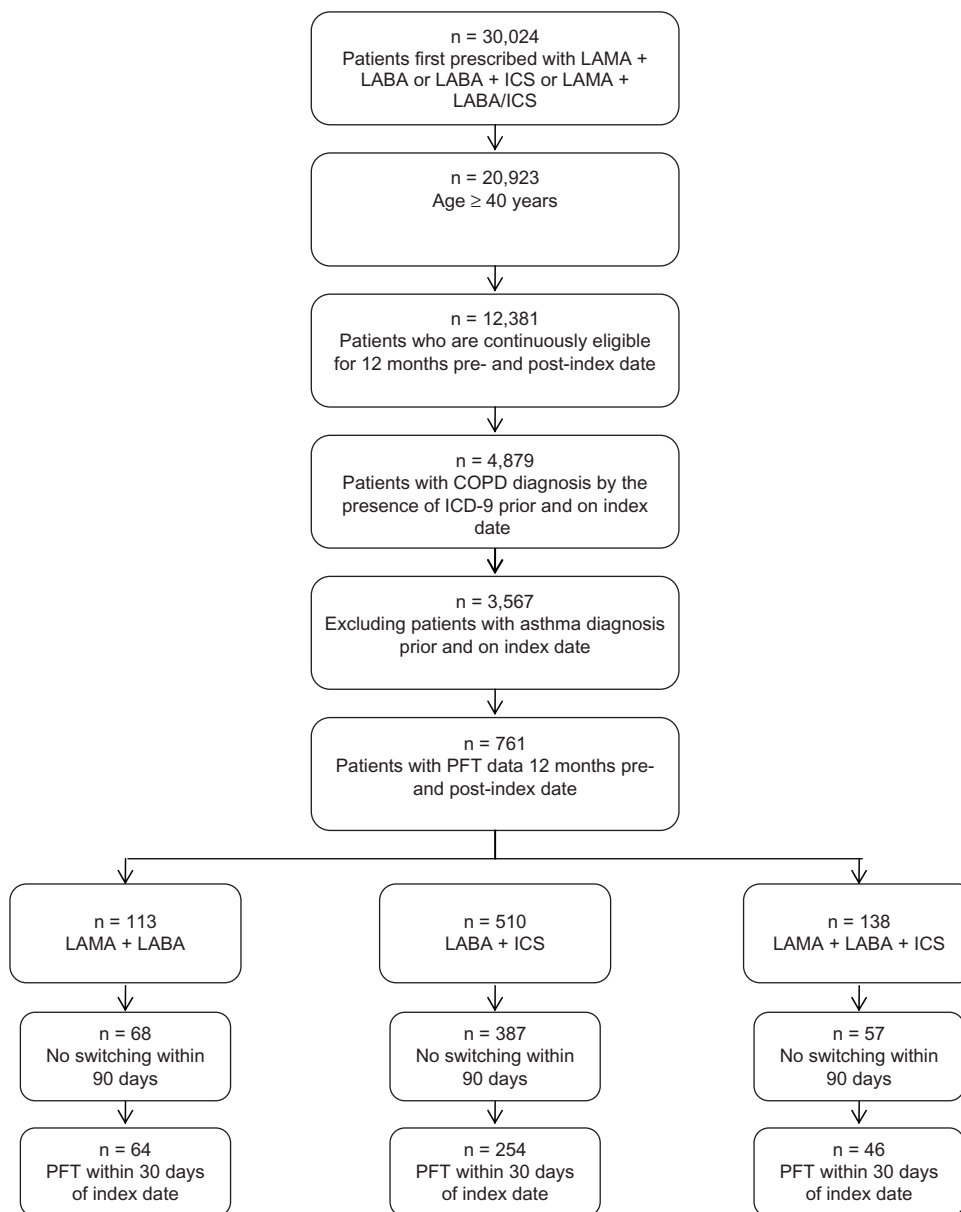 n = 30,024
Patients first prescribed with LAMA +
LABA or LABA + ICS or LAMA +
LABA/ICS
n = 20,923
Age ≥ 40 years
n = 12,381
Patients who are continuously eligible
for 12 months pre- and post-index date
n = 4,879
Patients with COPD diagnosis by the
presence of ICD-9 prior and on index
date
n = 3,567
Excluding patients with asthma diagnosis
prior and on index date
n = 761
Patients with PFT data 12 months pre-
and post-index date
n = 113
LAMA + LABA
n = 510
LABA + ICS
n = 138
LAMA + LABA + ICS
n = 68
No switching within
90 days
n = 387
No switching within
90 days
n = 57
No switching within
90 days
n = 64
PFT within 30 days
of index date
n = 254
PFT within 30 days
of index date
n = 46
PFT within 30 days
of index date